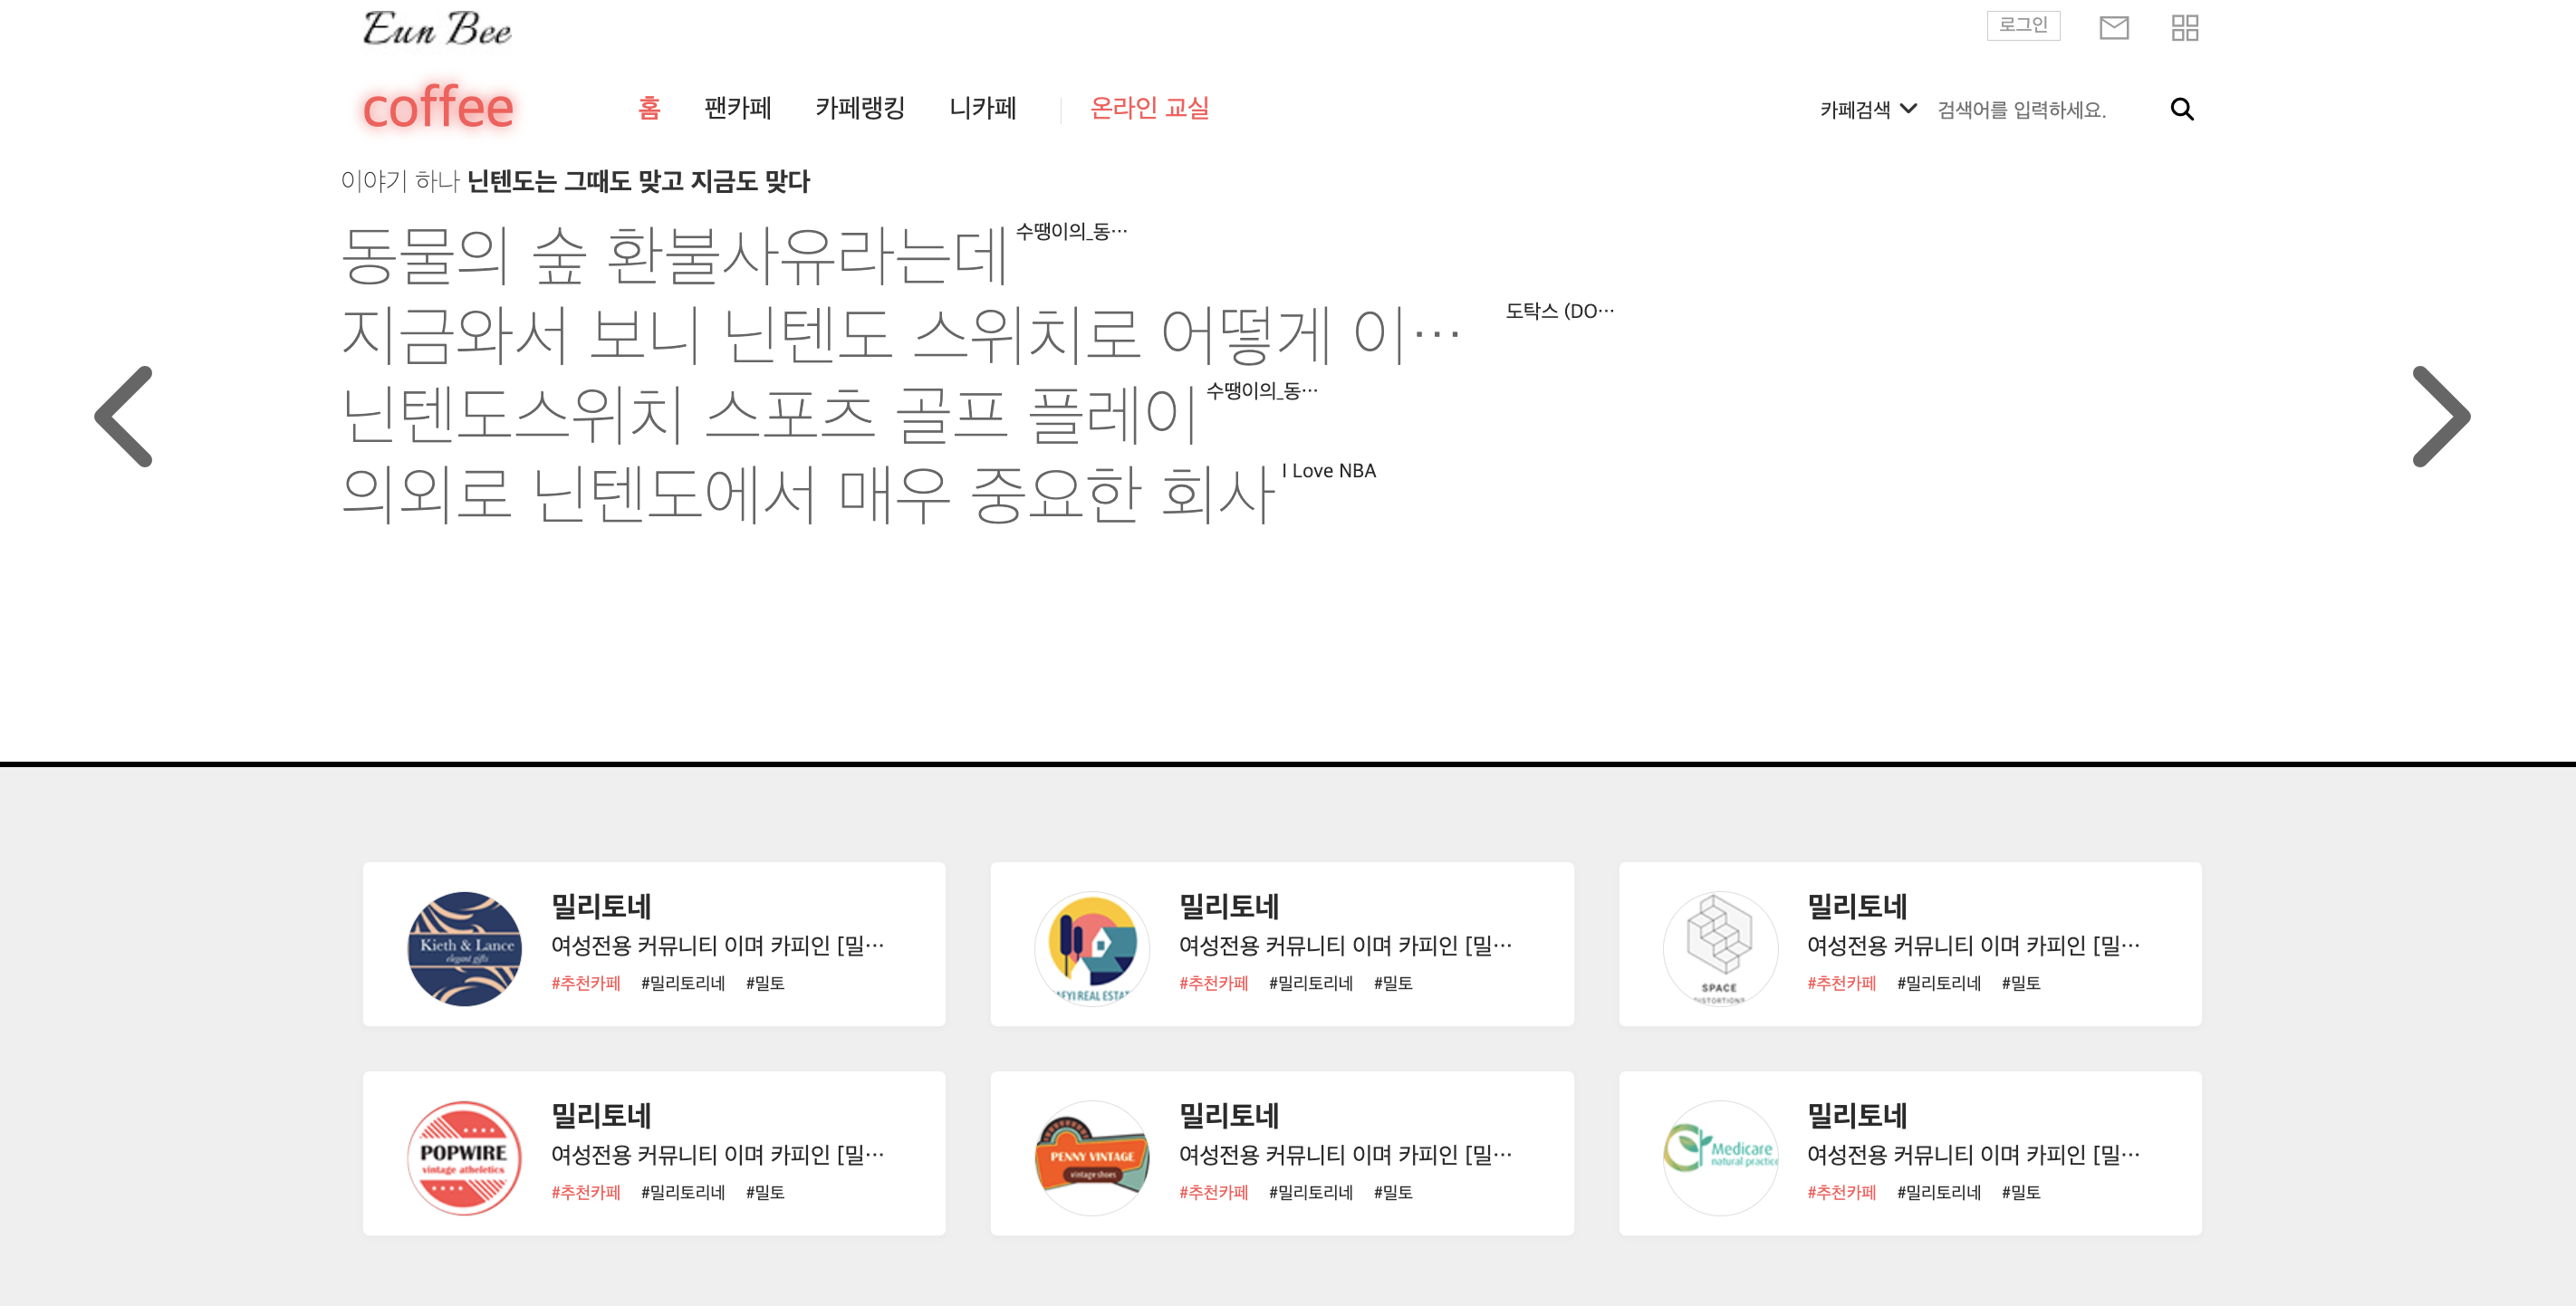 Eun Bee
로그인
coffee
홈 팬카페 카페랭킹 니카페 온라인 교실
카페검색 검색어를 입력하세요.
이야기 하나 닌텐도는 그때도 맞고 지금도 맞다
동물의 숲 환불사유라는데 수땡이의_동…
지금와서 보니 닌텐도 스위치로 어떻게 이… 도탁스 (DO…
닌텐도스위치 스포츠 골프 플레이 수땡이의_동…
의외로 닌텐도에서 매우 중요한 회사 I Love NBA
Kieth & Lance
elegant gifts
밀리토네
여성전용 커뮤니티 이며 카피인 [밀…
#추천카페 #밀리토리네 #밀토
REAL ESTAT
밀리토네
여성전용 커뮤니티 이며 카피인 [밀…
#추천카페 #밀리토리네 #밀토
SPACE
밀리토네
여성전용 커뮤니티 이며 카피인 [밀…
#추천카페 #밀리토리네 #밀토
POPWIRE
vintage atheletics
밀리토네
여성전용 커뮤니티 이며 카피인 [밀…
#추천카페 #밀리토리네 #밀토
PENNY VINTAGE
vintage shoes
밀리토네
여성전용 커뮤니티 이며 카피인 [밀…
#추천카페 #밀리토리네 #밀토
Medicare
natural practice
밀리토네
여성전용 커뮤니티 이며 카피인 [밀…
#추천카페 #밀리토리네 #밀토